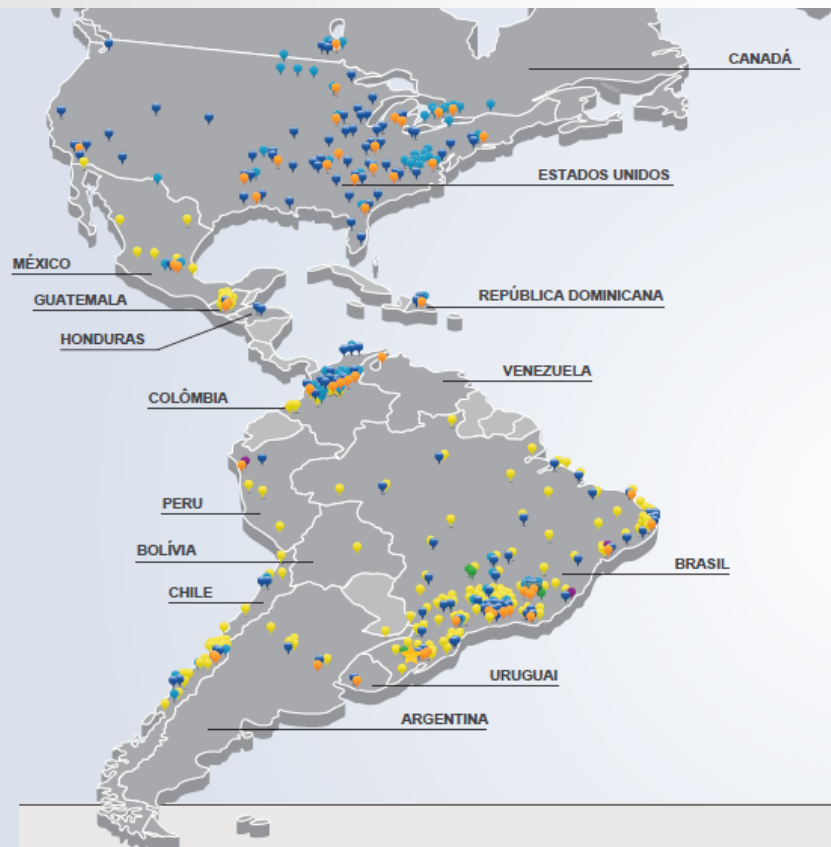 CANADÁ
ESTADOS UNIDOS
MÉXICO
GUATEMALA
REPÚBLICA DOMINICANA
HONDURAS
VENEZUELA
COLÔMBIA
PERU
BOLÍVIA
BRASIL
CHILE
URUGUAI
ARGENTINA